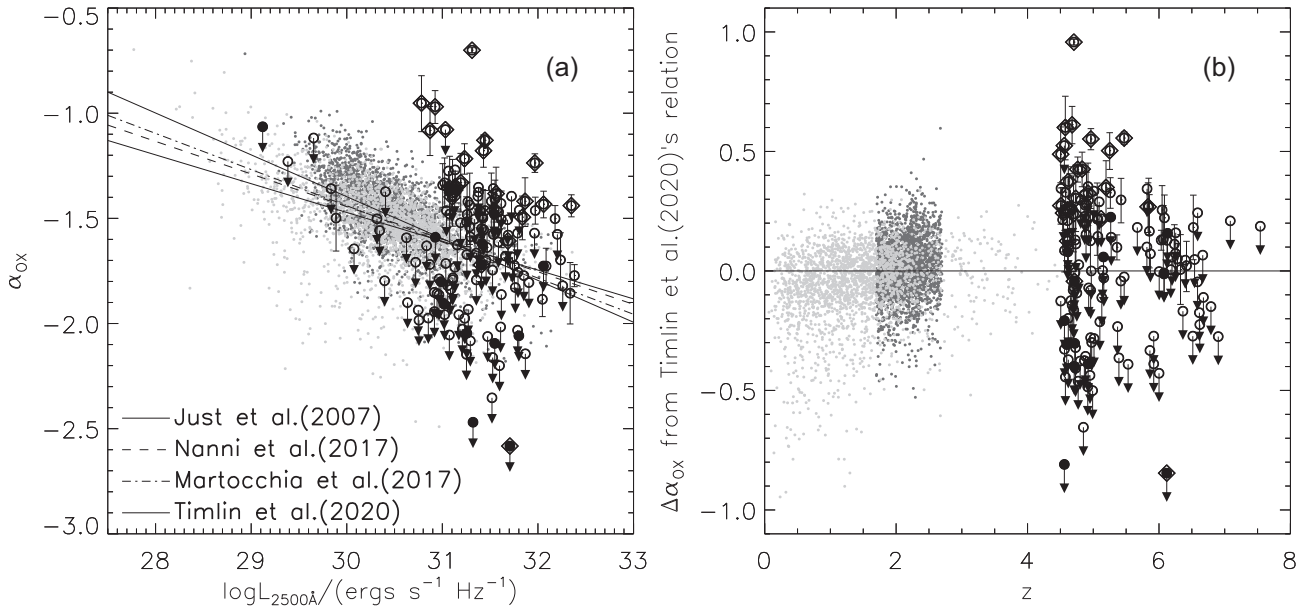 (a)
−0.5
−1.0
−1.5
−2.0
−2.5
−3.0
α_OX
Just et al.(2007)
Nanni et al.(2017)
Martocchia et al.(2017)
Timlin et al.(2020)
28 29 30 31 32 33
logL_2500Å/(ergs s⁻¹ Hz⁻¹)
(b)
1.0
0.5
0.0
−0.5
−1.0
Δα_OX from Timlin et al.(2020)'s relation
0 2 4 6 8
z